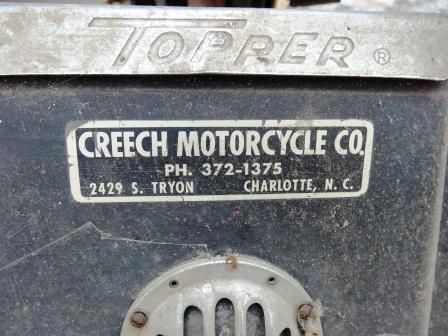 TOPPER ®
CREECH MOTORCYCLE CO.
PH. 372-1375
2429 S. TRYON CHARLOTTE, N. C.